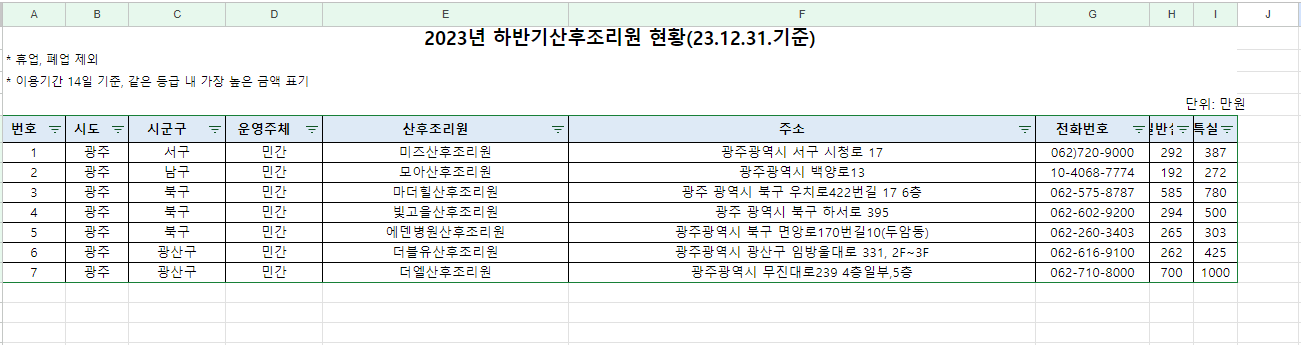 A B C D E F G H I J
2023년 하반기산후조리원 현황(23.12.31.기준)
* 휴업, 폐업 제외
* 이용기간 14일 기준, 같은 등급 내 가장 높은 금액 표기
단위: 만원
번호 시도 시군구 운영주체 산후조리원 주소 전화번호 특실
1 광주 서구 민간 미즈산후조리원 광주광역시 서구 시청로 17 062)720-9000 292 387
2 광주 남구 민간 모아산후조리원 광주광역시 백양로13 10-4068-7774 192 272
3 광주 북구 민간 마더힐산후조리원 광주 광역시 북구 우치로422번길 17 6층 062-575-8787 585 780
4 광주 북구 민간 빛고을산후조리원 광주 광역시 북구 하서로 395 062-602-9200 294 500
5 광주 북구 민간 에덴병원산후조리원 광주광역시 북구 면앙로170번길10(두암동) 062-260-3403 265 303
6 광주 광산구 민간 더블유산후조리원 광주광역시 광산구 임방울대로 331, 2F~3F 062-616-9100 262 425
7 광주 광산구 민간 더엘산후조리원 광주광역시 무진대로239 4층일부,5층 062-710-8000 700 1000